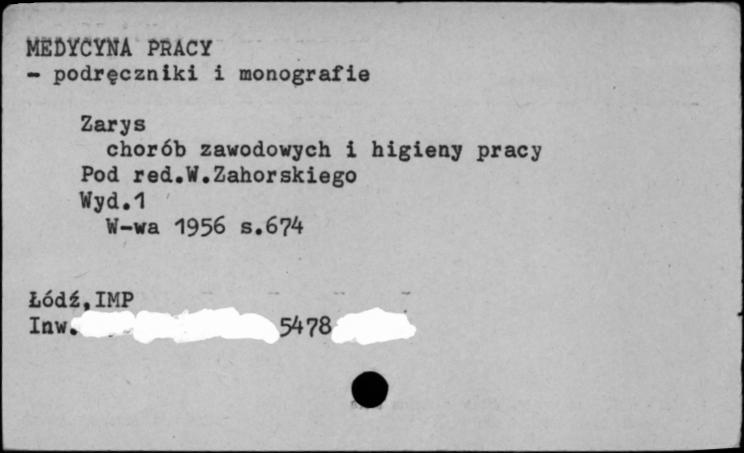 MEDYCYNA PRACY
- podręczniki i monografie
Zarys
chorób zawodowych i higieny pracy
Pod red.W.Zahorskiego
Wyd.1
W-wa 1956 s.674
Łódź,IMP
Inw. 5478